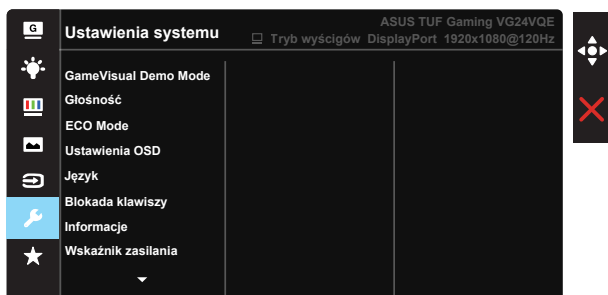 G
Ustawienia systemu
ASUS TUF Gaming VG24VQE
Tryb wyścigów DisplayPort 1920x1080@120Hz
GameVisual Demo Mode
Głośność
ECO Mode
Ustawienia OSD
Język
Blokada klawiszy
Informacje
Wskaźnik zasilania